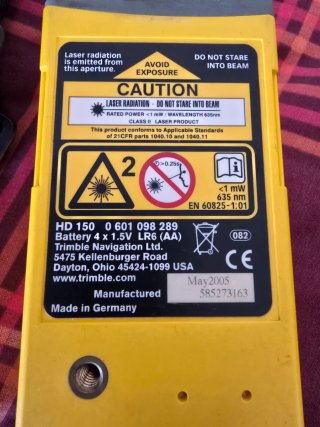 Laser radiation
is emitted from
this aperture.
AVOID
EXPOSURE
DO NOT STARE
INTO BEAM
CAUTION
LASER RADIATION - DO NOT STARE INTO BEAM
RATED POWER <1 mW / WAVELENGTH 635nm
CLASS II LASER PRODUCT
This product conforms to Applicable Standards
of 21CFR parts 1040.10 and 1040.11
2
>0.25s
<1 mW
635 nm
EN 60825-1:01
HD 150 0 601 098 289
Battery 4 x 1.5V LR6 (AA)
Trimble Navigation Ltd.
5475 Kellenburger Road
Dayton, Ohio 45424-1099 USA
www.trimble.com
082
CE
Manufactured
May2005
585273163
Made in Germany